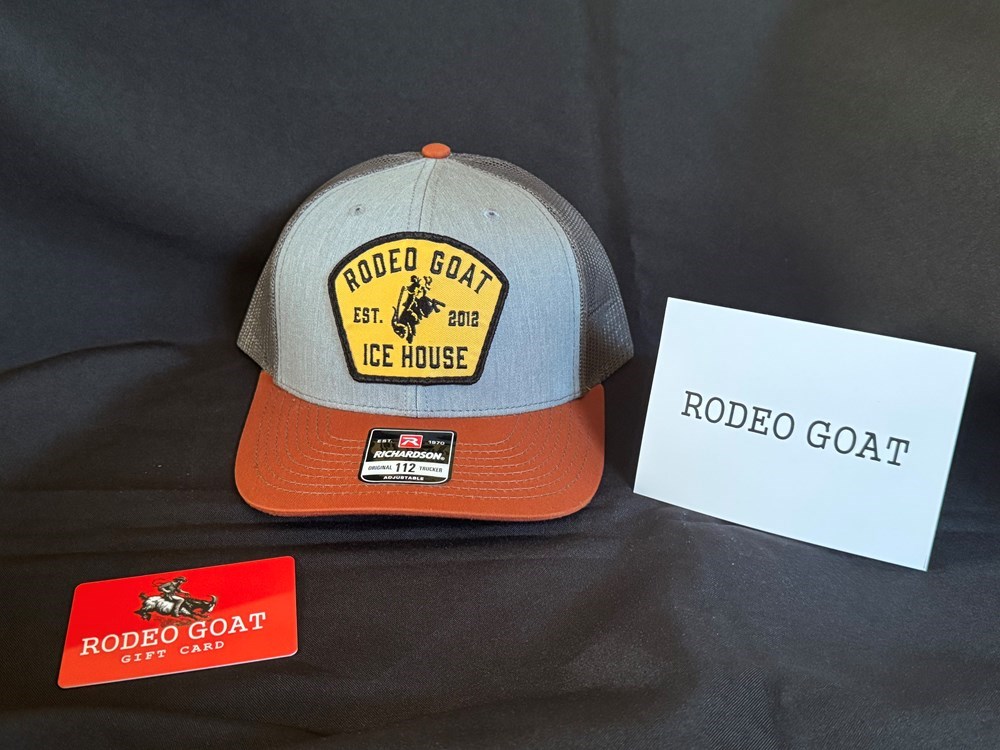 RODEO GOAT
EST. 2012
ICE HOUSE
EST. R 1970
RICHARDSON®
ORIGINAL 112 TRUCKER
ADJUSTABLE
RODEO GOAT
RODEO GOAT
GIFT CARD